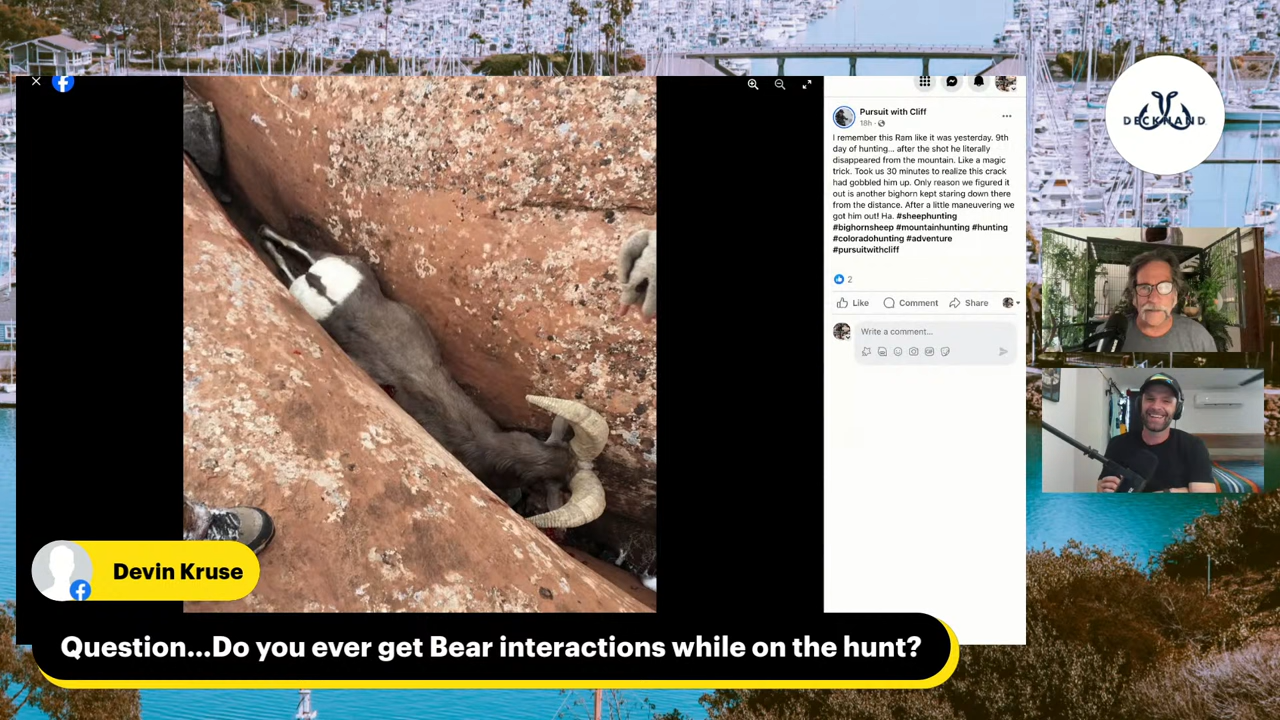 DECKHAND
Pursuit with Cliff
18h ·
I remember this Ram like it was yesterday. 9th
day of hunting... after the shot he literally
disappeared from the mountain. Like a magic
trick. Took us 30 minutes to realize this crack
had gobbled him up. Only reason we figured it
out is another bighorn kept staring down there
from the distance. After a little maneuvering we
got him out! Ha. #sheephunting
#bighornsheep #mountainhunting #hunting
#coloradohunting #adventure
#pursuitwithcliff
2
Like Comment Share
Write a comment...
Devin Kruse
Question...Do you ever get Bear interactions while on the hunt?